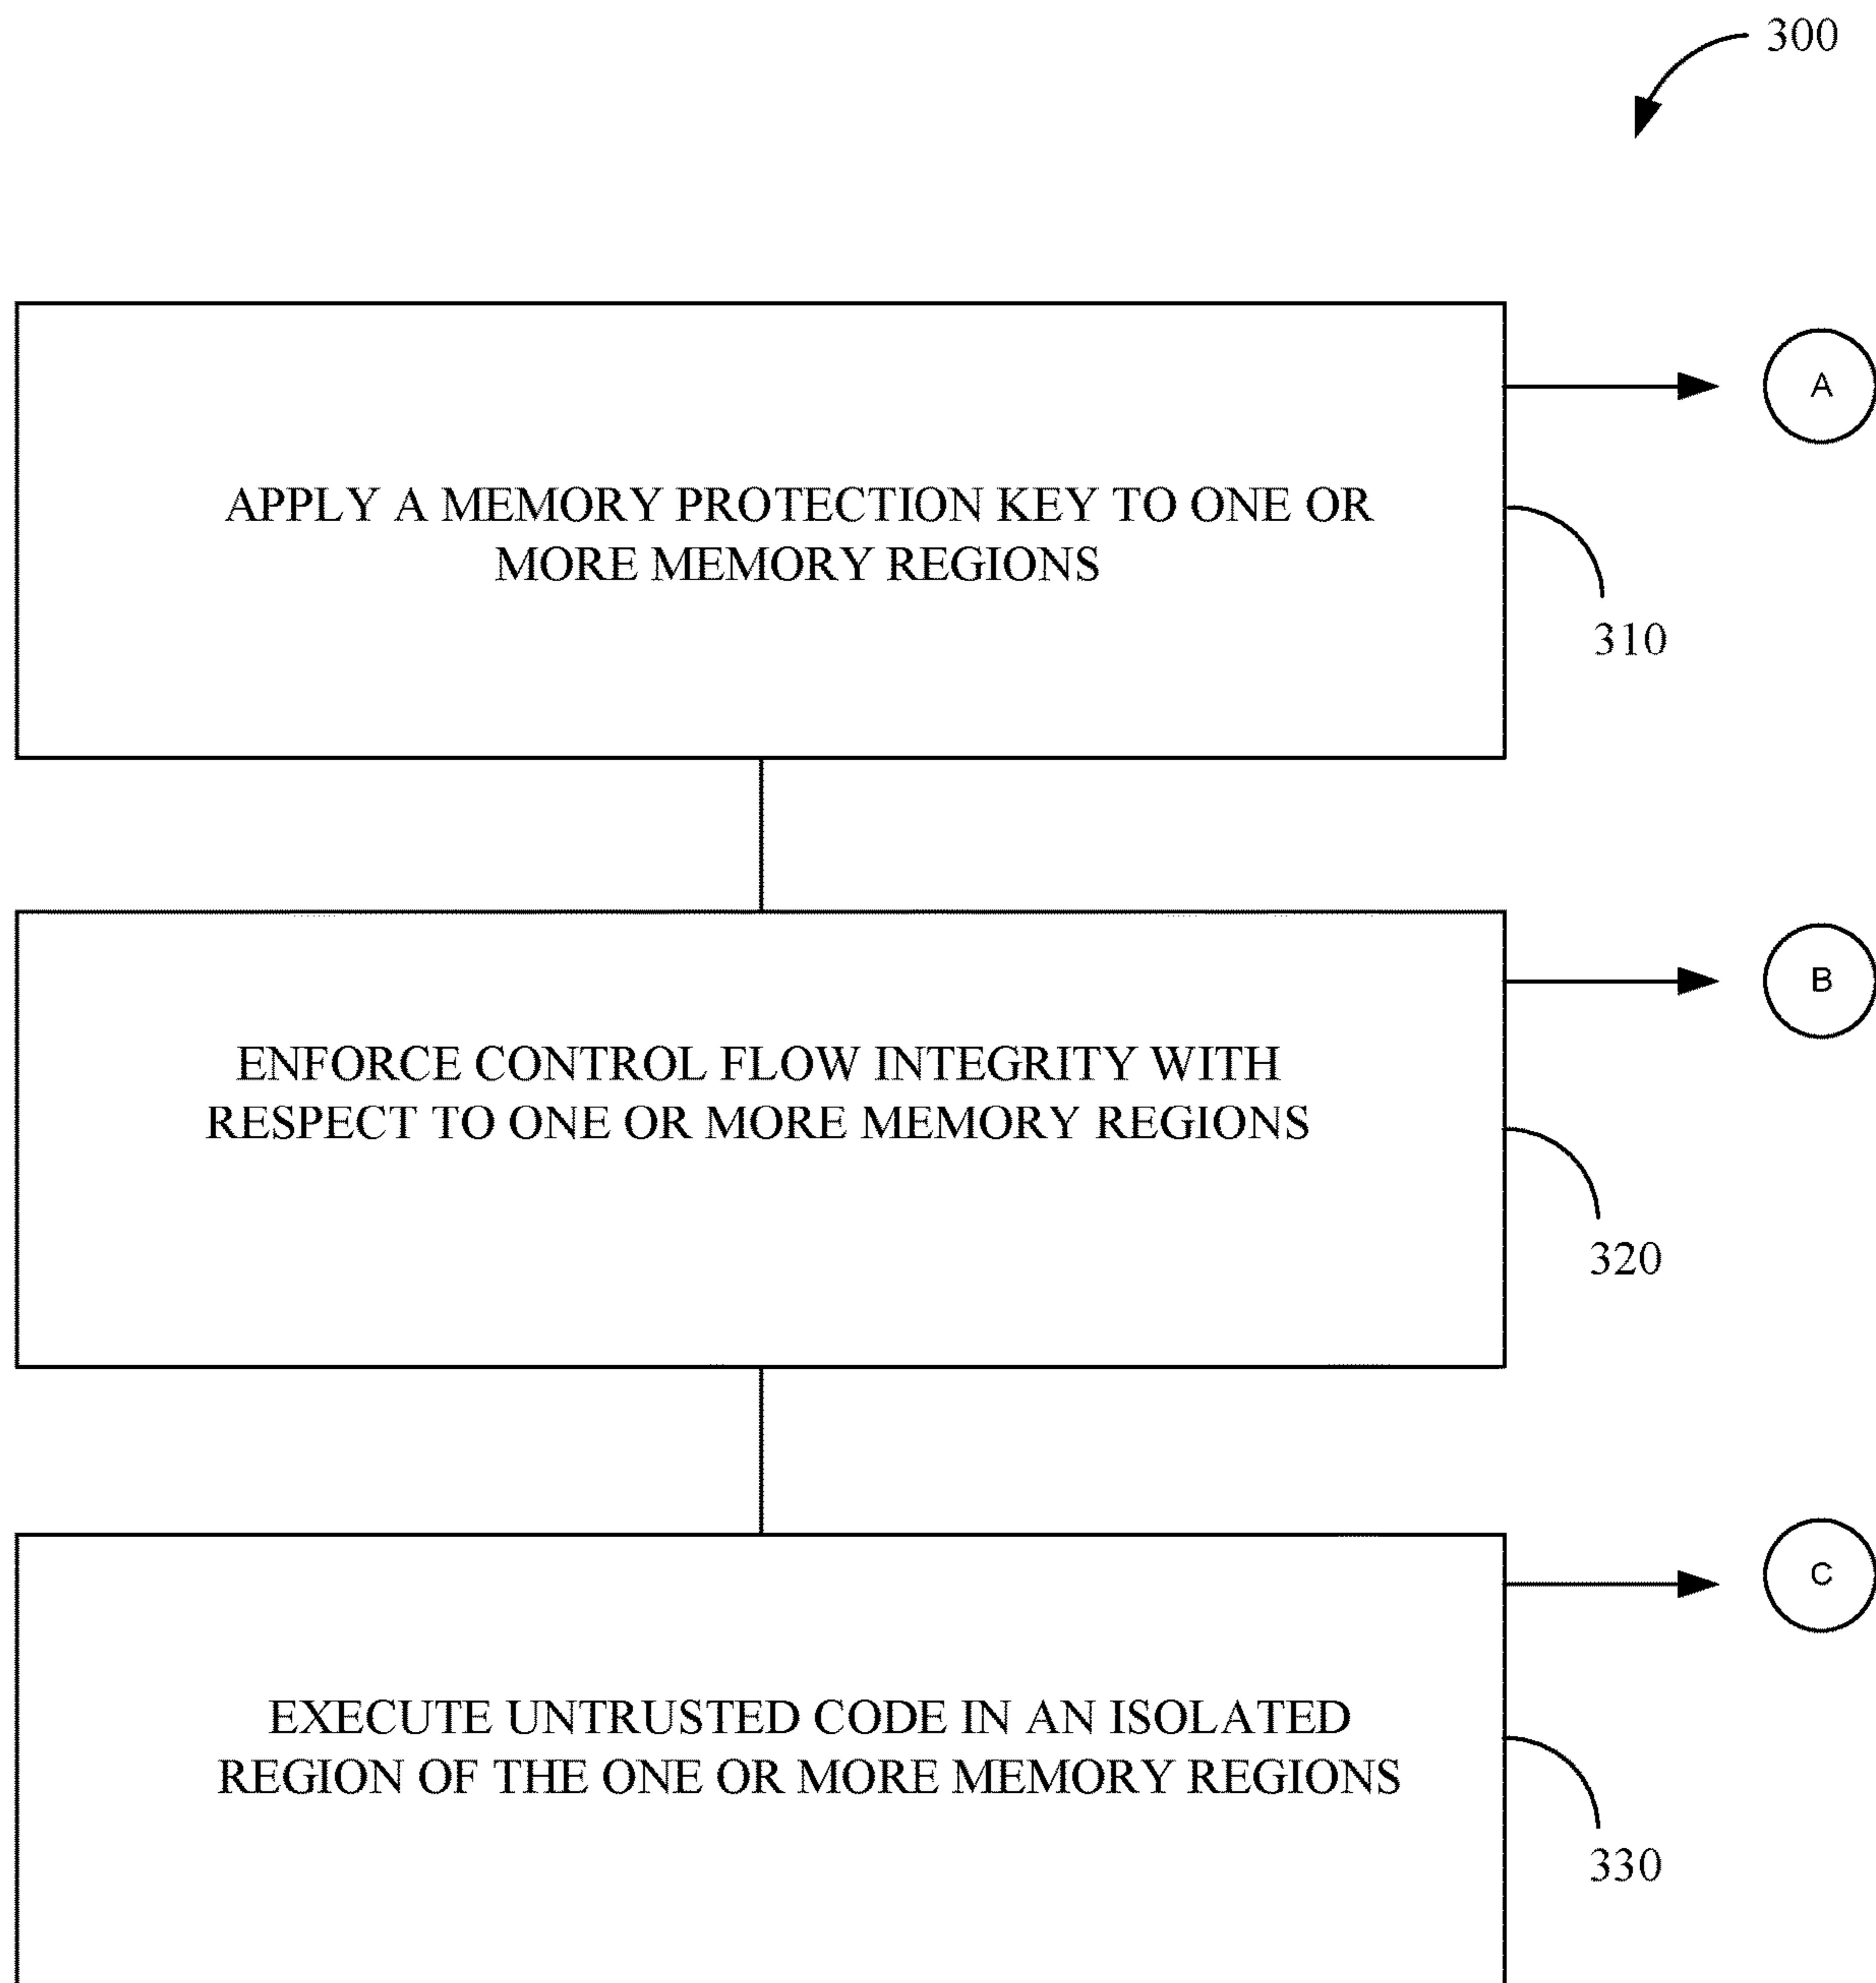 300
A
APPLY A MEMORY PROTECTION KEY TO ONE OR
MORE MEMORY REGIONS
310
B
ENFORCE CONTROL FLOW INTEGRITY WITH
RESPECT TO ONE OR MORE MEMORY REGIONS
320
C
EXECUTE UNTRUSTED CODE IN AN ISOLATED
REGION OF THE ONE OR MORE MEMORY REGIONS
330